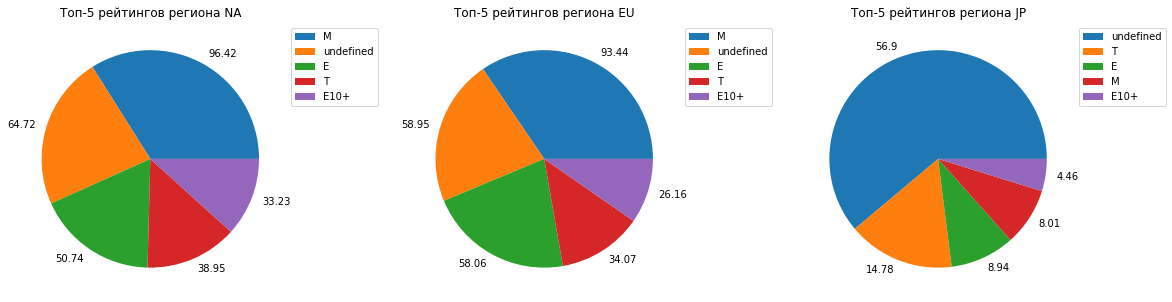 Топ-5 рейтингов региона NA
96.42
64.72
50.74
38.95
33.23
M
undefined
E
T
E10+
Топ-5 рейтингов региона EU
93.44
58.95
58.06
34.07
26.16
M
undefined
E
T
E10+
Топ-5 рейтингов региона JP
56.9
14.78
8.94
8.01
4.46
undefined
T
E
M
E10+